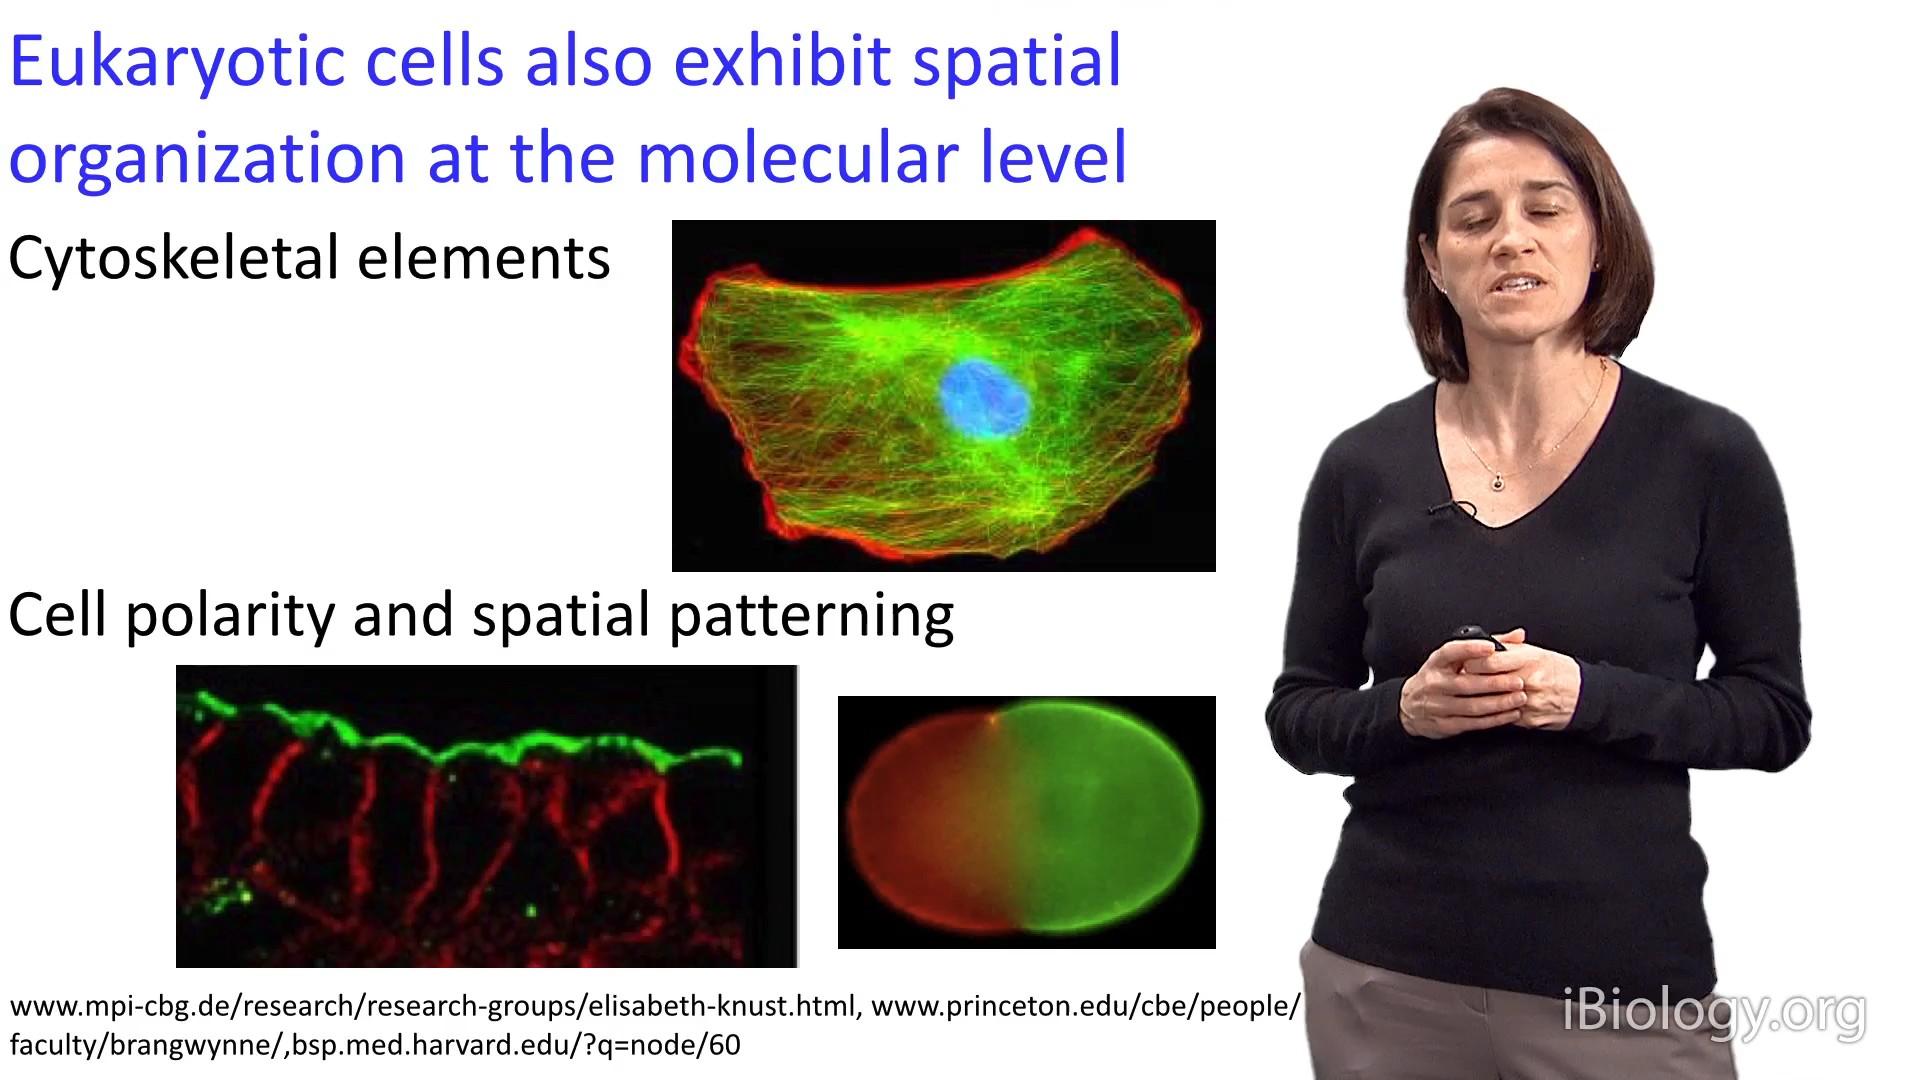 Eukaryotic cells also exhibit spatial
organization at the molecular level
Cytoskeletal elements
Cell polarity and spatial patterning
www.mpi-cbg.de/research/research-groups/elisabeth-knust.html, www.princeton.edu/cbe/people/
faculty/brangwynne/,bsp.med.harvard.edu/?q=node/60
iBiology.org